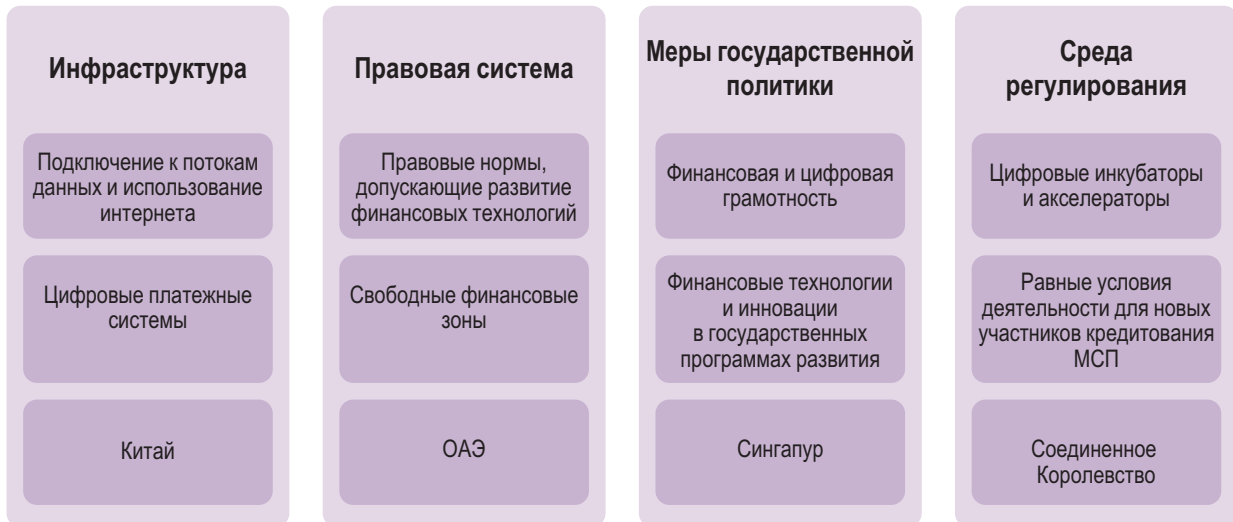 Инфраструктура
Подключение к потокам
данных и использование
интернета
Цифровые платежные
системы
Китай
Правовая система
Правовые нормы,
допускающие развитие
финансовых технологий
Свободные финансовые
зоны
ОАЭ
Меры государственной
политики
Финансовая и цифровая
грамотность
Финансовые технологии
и инновации
в государственных
программах развития
Сингапур
Среда
регулирования
Цифровые инкубаторы
и акселераторы
Равные условия
деятельности для новых
участников кредитования
МСП
Соединенное
Королевство